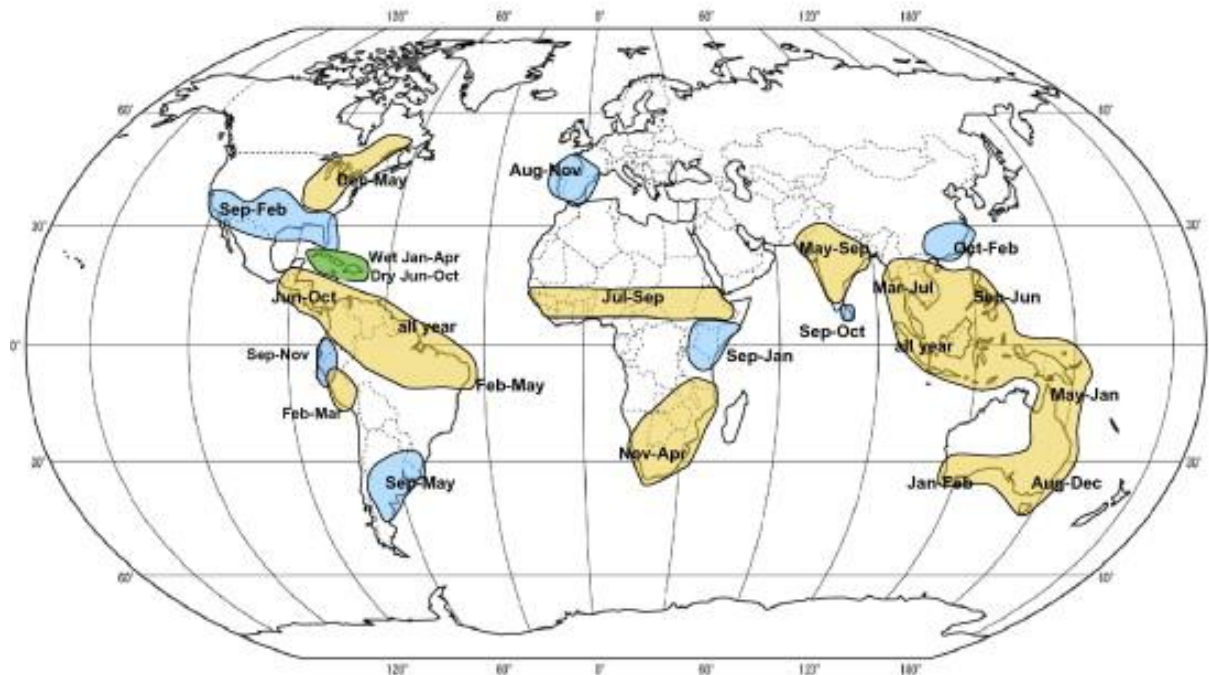 120° 60° 0° 60° 120° 180°
60°
Aug-Nov
Dec-May
Sep-Feb
30° 30°
May-Sep
Oct-Feb
Wet Jan-Apr
Dry Jun-Oct
Jun-Oct
Jul-Sep
Mar-Jul
Sep-Jun
all year
Sep-Oct
0°
Sep-Nov
Sep-Jan
all year
Feb-May
May-Jan
Feb-Mar
Nov-Apr
Sep-May
Jan-Feb
Aug-Dec
60°
120° 60° 0° 60° 180°